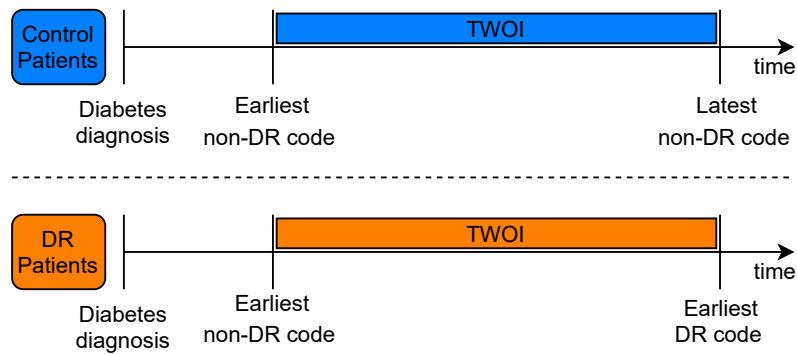 Control
Patients
TWOI
time
Diabetes
diagnosis
Earliest
non-DR code
Latest
non-DR code
DR
Patients
TWOI
time
Diabetes
diagnosis
Earliest
non-DR code
Earliest
DR code